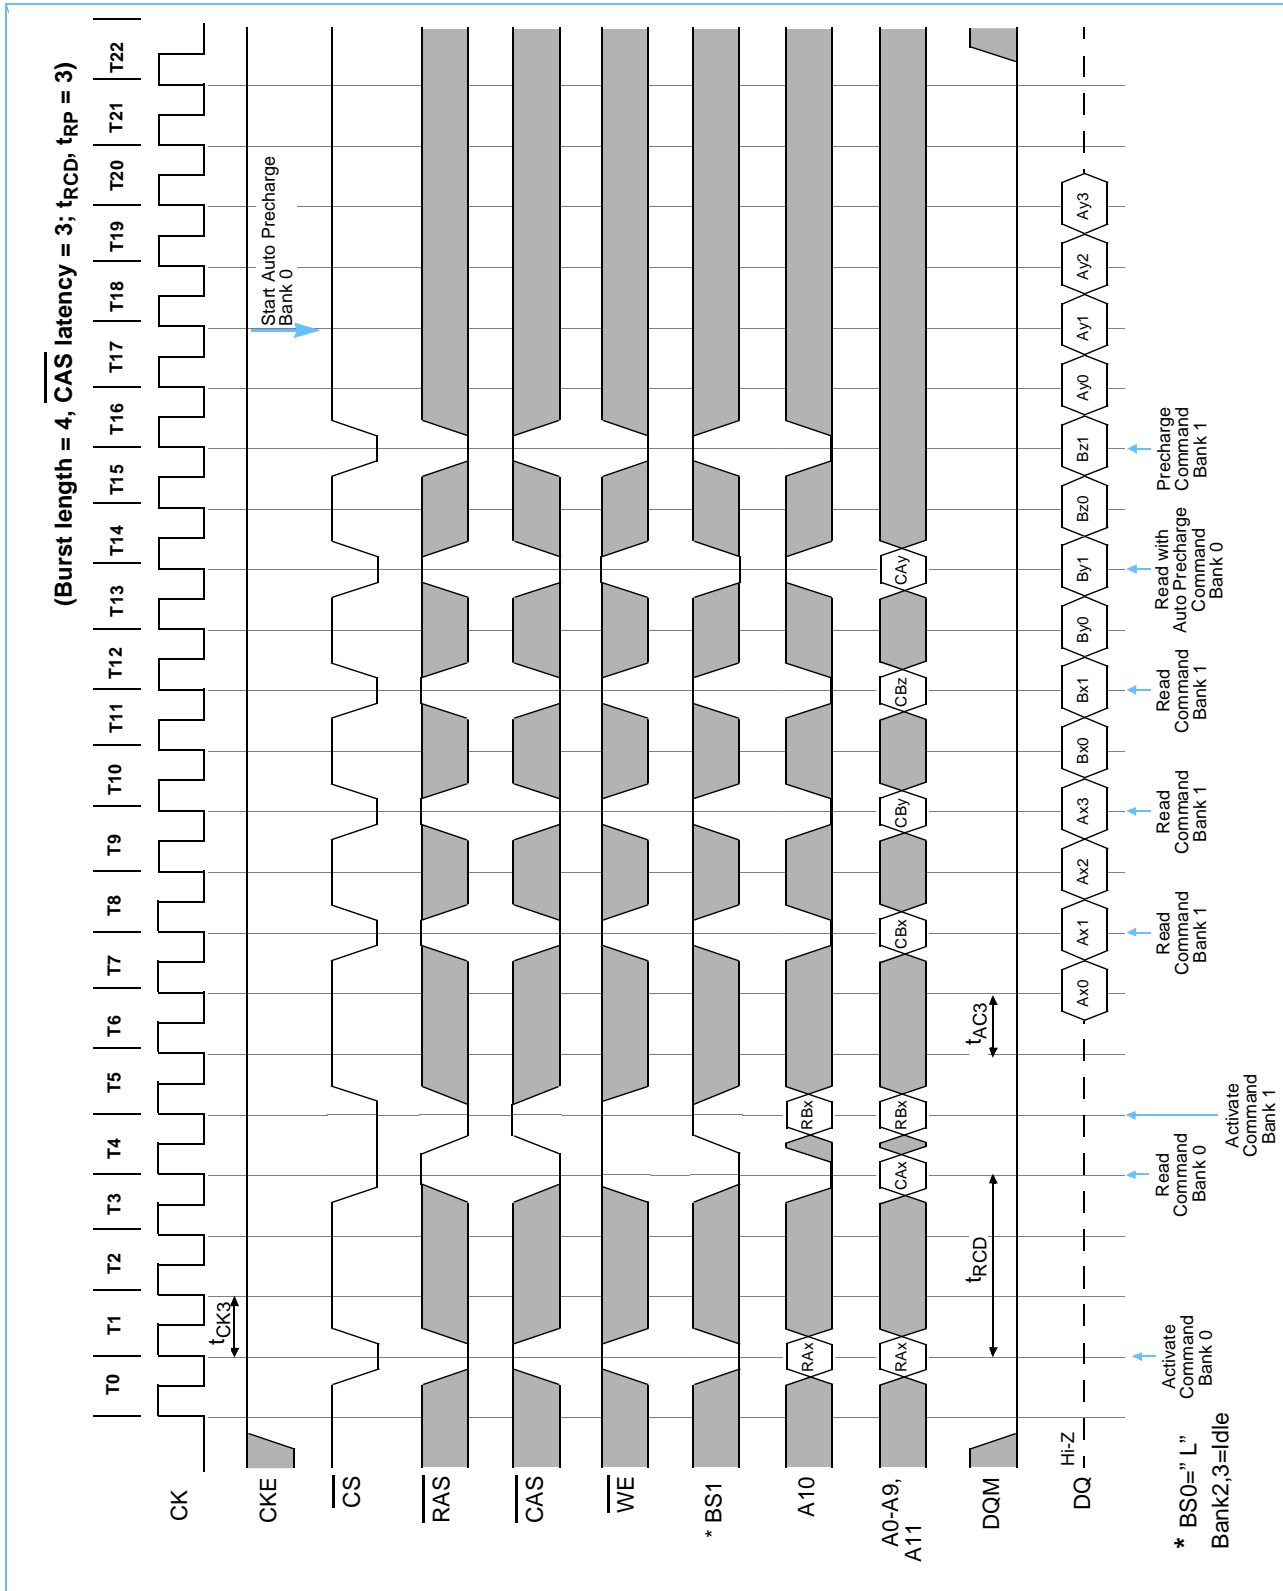 (Burst length = 4, CAS latency = 3; tRCD, tRP = 3)
T0 T1 T2 T3 T4 T5 T6 T7 T8 T9 T10 T11 T12 T13 T14 T15 T16 T17 T18 T19 T20 T21 T22
CK
tCK3
CKE
Start Auto Precharge
Bank 0
CS
RAS
CAS
WE
* BS1
A10
RAx RBx
A0-A9,
A11
RAx CAx RBx CBx CBy CBz CAy
DQM
tRCD
tAC3
DQ
Hi-Z
Ax0 Ax1 Ax2 Ax3 Bx0 Bx1 By0 By1 Bz0 Bz1 Ay0 Ay1 Ay2 Ay3
Activate
Command
Bank 0
Read
Command
Bank 0
Activate
Command
Bank 1
Read
Command
Bank 1
Read
Command
Bank 1
Read
Command
Bank 1
Read with
Auto Precharge
Command
Bank 0
Precharge
Command
Bank 1
* BS0=” L”
Bank2,3=Idle